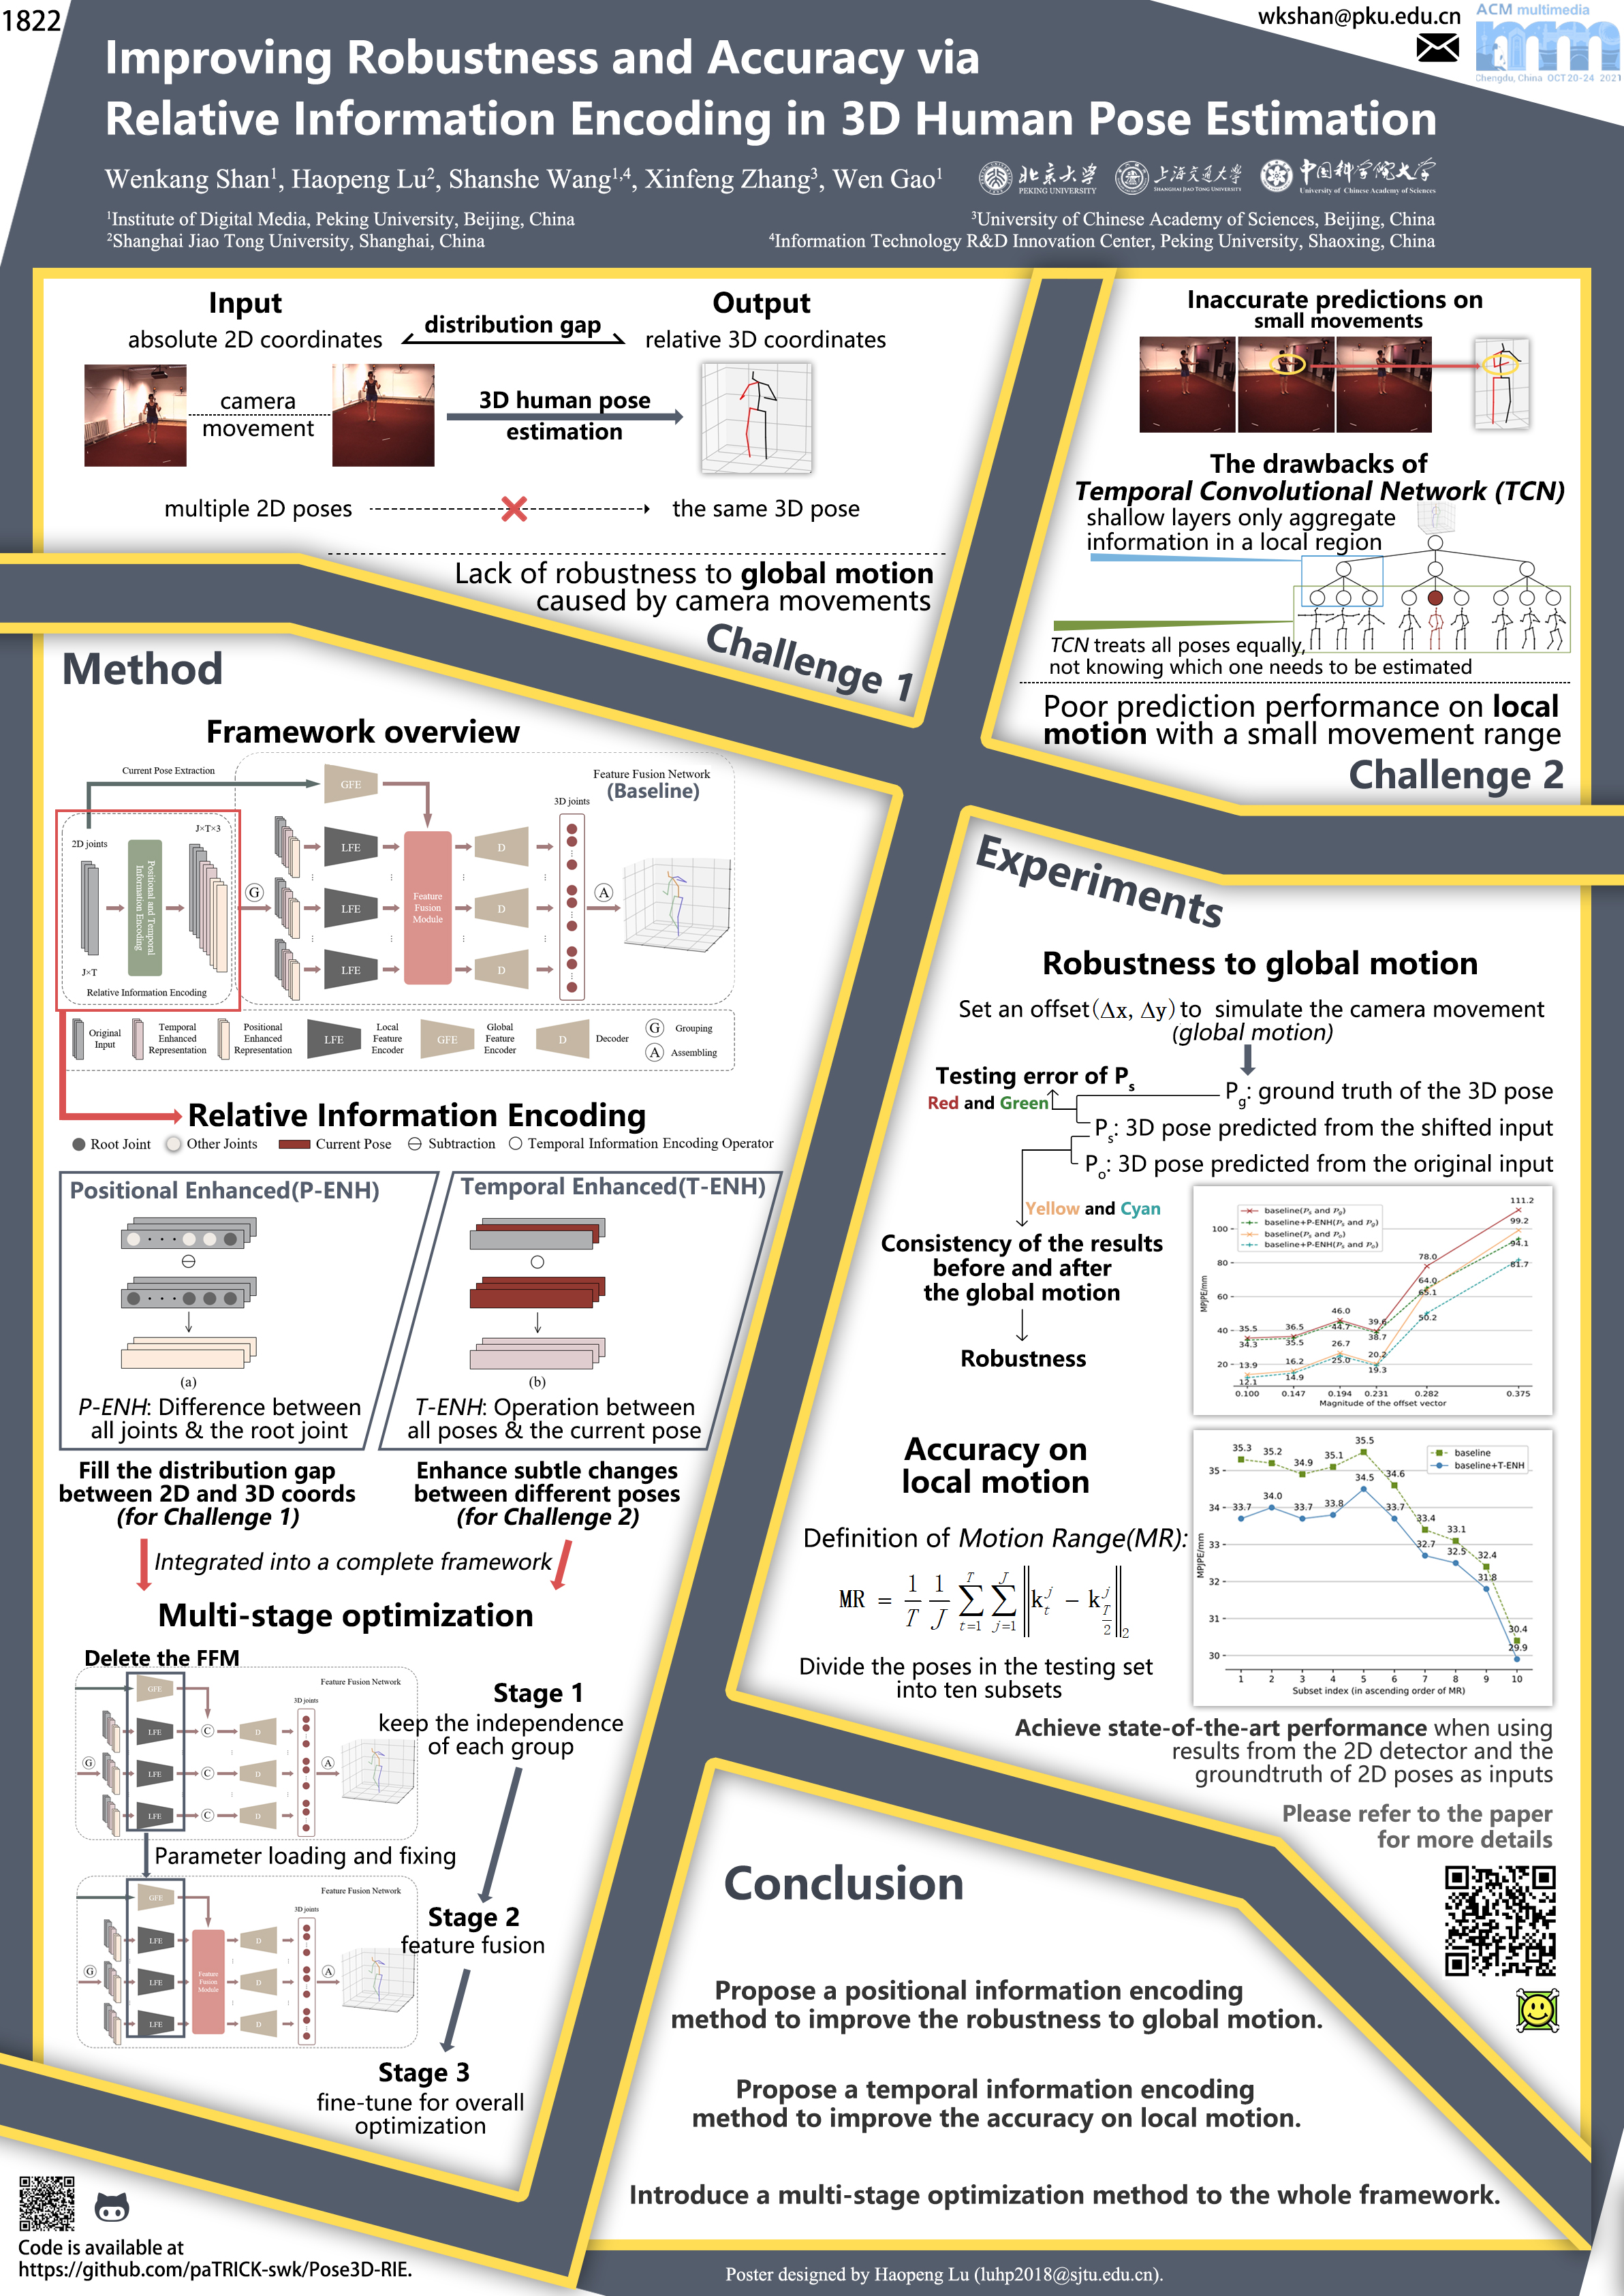 1822
wkshan@pku.edu.cn
ACM multimedia
mm
Chengdu, China OCT 20-24 2021
Improving Robustness and Accuracy via
Relative Information Encoding in 3D Human Pose Estimation
Wenkang Shan¹, Haopeng Lu², Shanshe Wang¹,⁴, Xinfeng Zhang³, Wen Gao¹
北京大学
PEKING UNIVERSITY
上海交通大学
SHANGHAI JIAO TONG UNIVERSITY
中国科学院大学
University of Chinese Academy of Sciences
¹Institute of Digital Media, Peking University, Beijing, China
²Shanghai Jiao Tong University, Shanghai, China
³University of Chinese Academy of Sciences, Beijing, China
⁴Information Technology R&D Innovation Center, Peking University, Shaoxing, China
Input
absolute 2D coordinates
distribution gap
Output
relative 3D coordinates
camera
movement
3D human pose
estimation
multiple 2D poses
the same 3D pose
Lack of robustness to global motion
caused by camera movements
Challenge 1
Inaccurate predictions on
small movements
The drawbacks of
Temporal Convolutional Network (TCN)
shallow layers only aggregate
information in a local region
TCN treats all poses equally,
not knowing which one needs to be estimated
Poor prediction performance on local
motion with a small movement range
Challenge 2
Method
Framework overview
Current Pose Extraction
GFE
Feature Fusion Network
(Baseline)
3D joints
J×T×3
2D joints
Positional and Temporal
Information Encoding
J×T
Relative Information Encoding
G
LFE
LFE
LFE
Feature
Fusion
Module
D
D
D
A
Original
Input
Temporal
Enhanced
Representation
Positional
Enhanced
Representation
LFE
Local
Feature
Encoder
GFE
Global
Feature
Encoder
D
Decoder
G
Grouping
A
Assembling
Relative Information Encoding
Root Joint
Other Joints
Current Pose
Subtraction
Temporal Information Encoding Operator
Positional Enhanced(P-ENH)
(a)
P-ENH: Difference between
all joints & the root joint
Temporal Enhanced(T-ENH)
(b)
T-ENH: Operation between
all poses & the current pose
Fill the distribution gap
between 2D and 3D coords
(for Challenge 1)
Enhance subtle changes
between different poses
(for Challenge 2)
Integrated into a complete framework
Multi-stage optimization
Delete the FFM
GFE
Feature Fusion Network
3D joints
LFE
C
D
G
LFE
C
D
A
LFE
C
D
Stage 1
keep the independence
of each group
Parameter loading and fixing
GFE
Feature Fusion Network
3D joints
LFE
D
G
LFE
Feature
Fusion
Module
D
A
LFE
D
Stage 2
feature fusion
Stage 3
fine-tune for overall
optimization
Experiments
Robustness to global motion
Set an offset(Δx, Δy) to simulate the camera movement
(global motion)
Testing error of Pₛ
Red and Green
P_g: ground truth of the 3D pose
Pₛ: 3D pose predicted from the shifted input
Pₒ: 3D pose predicted from the original input
Yellow and Cyan
Consistency of the results
before and after
the global motion
Robustness
baseline(Pₛ and P_g)
baseline+P-ENH(Pₛ and P_g)
baseline(Pₛ and Pₒ)
baseline+P-ENH(Pₛ and Pₒ)
MPJPE/mm
100
80
60
40
20
35.5 36.5 46.0 39.6 78.0 111.2
34.3 35.5 44.7 38.7 64.0 94.1
13.9 16.2 26.7 20.2 65.1 99.2
12.1 14.9 25.0 19.3 50.2 81.7
0.100 0.147 0.194 0.231 0.282 0.375
Magnitude of the offset vector
Accuracy on
local motion
Definition of Motion Range(MR):
MR = 1/T 1/J ∑_{t=1}^{T} ∑_{j=1}^{J} ‖k_t^j − k_{T/2}^j‖₂
Divide the poses in the testing set
into ten subsets
baseline
baseline+T-ENH
MPJPE/mm
35
34
33
32
31
30
35.3 35.2 34.9 35.1 35.5 34.6 33.4 33.1 32.4 30.4
33.7 34.0 33.7 33.8 34.5 33.7 32.7 32.5 31.8 29.9
1 2 3 4 5 6 7 8 9 10
Subset index (in ascending order of MR)
Achieve state-of-the-art performance when using
results from the 2D detector and the
groundtruth of 2D poses as inputs
Please refer to the paper
for more details
Conclusion
Propose a positional information encoding
method to improve the robustness to global motion.
Propose a temporal information encoding
method to improve the accuracy on local motion.
Introduce a multi-stage optimization method to the whole framework.
Code is available at
https://github.com/paTRICK-swk/Pose3D-RIE.
Poster designed by Haopeng Lu (luhp2018@sjtu.edu.cn).